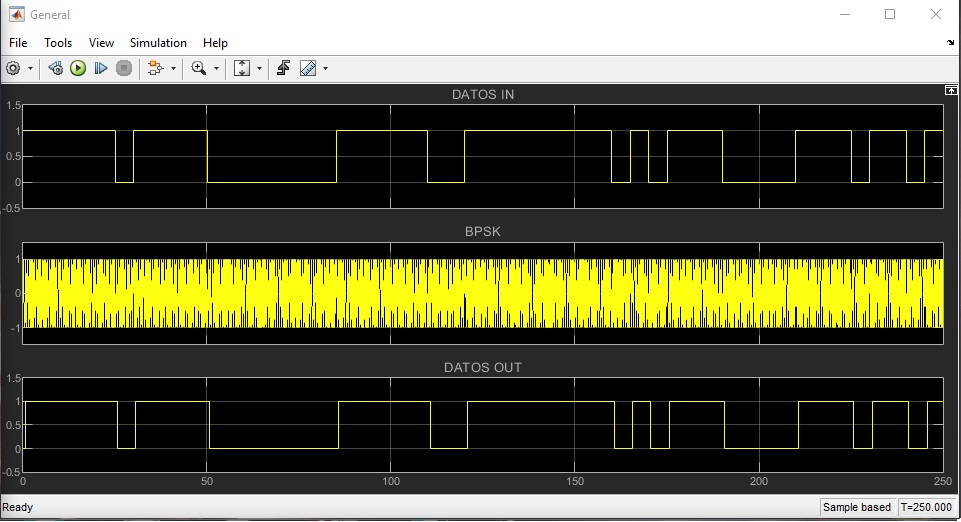 General
File Tools View Simulation Help
DATOS IN
1.5
1
0.5
0
-0.5
BPSK
1
0
-1
DATOS OUT
1.5
1
0.5
0
-0.5
0 50 100 150 200 250
Ready Sample based T=250.000